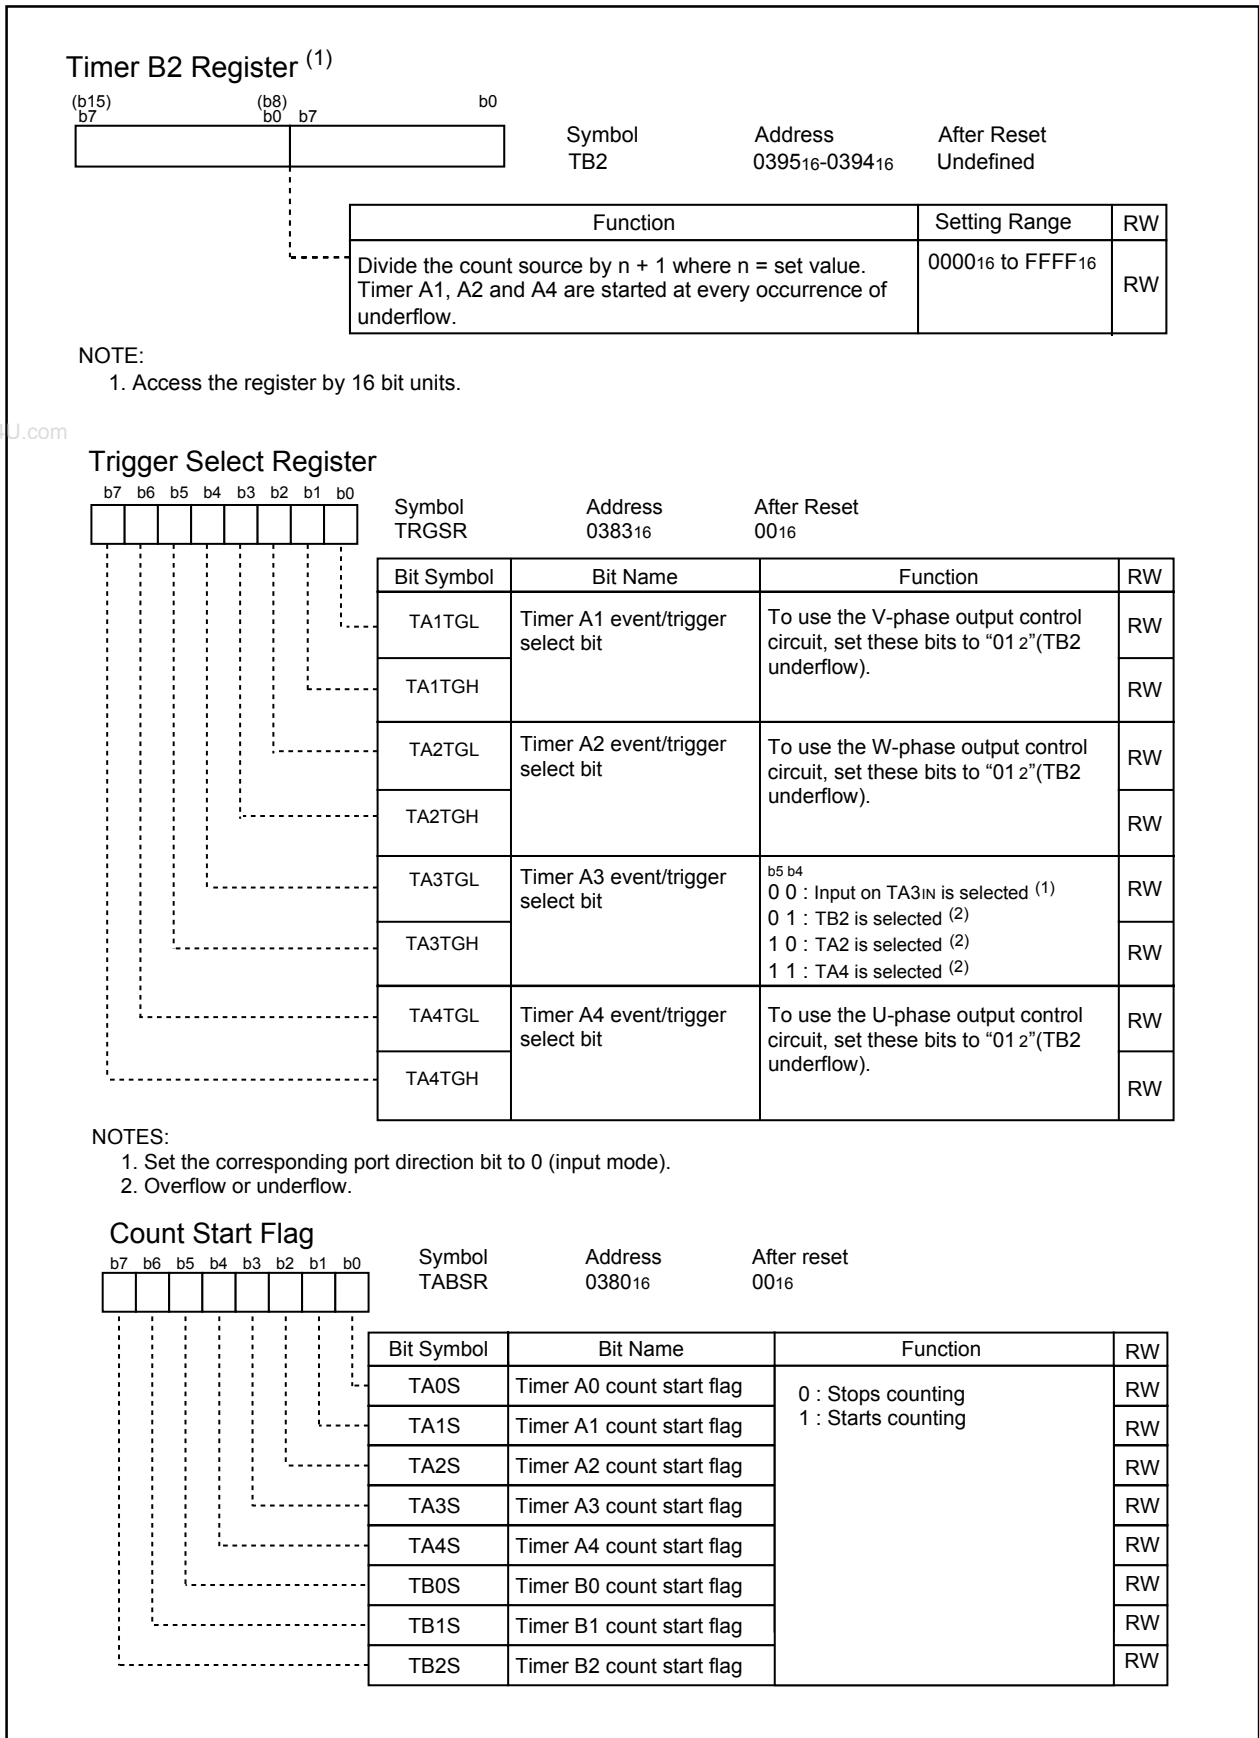 Timer B2 Register (1)
(b15) (b8)
b7 b0 b7 b0
Symbol Address After Reset
TB2 039516-039416 Undefined
Function Setting Range RW
Divide the count source by n + 1 where n = set value.
Timer A1, A2 and A4 are started at every occurrence of
underflow.
000016 to FFFF16
RW
NOTE:
1. Access the register by 16 bit units.
4U.com
Trigger Select Register
b7 b6 b5 b4 b3 b2 b1 b0
Symbol Address After Reset
TRGSR 038316 0016
Bit Symbol Bit Name Function RW
TA1TGL
Timer A1 event/trigger
select bit
To use the V-phase output control
circuit, set these bits to “012”(TB2
underflow).
RW
TA1TGH
RW
TA2TGL
Timer A2 event/trigger
select bit
To use the W-phase output control
circuit, set these bits to “012”(TB2
underflow).
RW
TA2TGH
RW
TA3TGL
Timer A3 event/trigger
select bit
b5 b4
0 0 : Input on TA3IN is selected (1)
0 1 : TB2 is selected (2)
1 0 : TA2 is selected (2)
1 1 : TA4 is selected (2)
RW
TA3TGH
RW
TA4TGL
Timer A4 event/trigger
select bit
To use the U-phase output control
circuit, set these bits to “012”(TB2
underflow).
RW
TA4TGH
RW
NOTES:
1. Set the corresponding port direction bit to 0 (input mode).
2. Overflow or underflow.
Count Start Flag
b7 b6 b5 b4 b3 b2 b1 b0
Symbol Address After reset
TABSR 038016 0016
Bit Symbol Bit Name Function RW
TA0S Timer A0 count start flag RW
0 : Stops counting
1 : Starts counting
TA1S Timer A1 count start flag RW
TA2S Timer A2 count start flag RW
TA3S Timer A3 count start flag RW
TA4S Timer A4 count start flag RW
TB0S Timer B0 count start flag RW
TB1S Timer B1 count start flag RW
TB2S Timer B2 count start flag RW